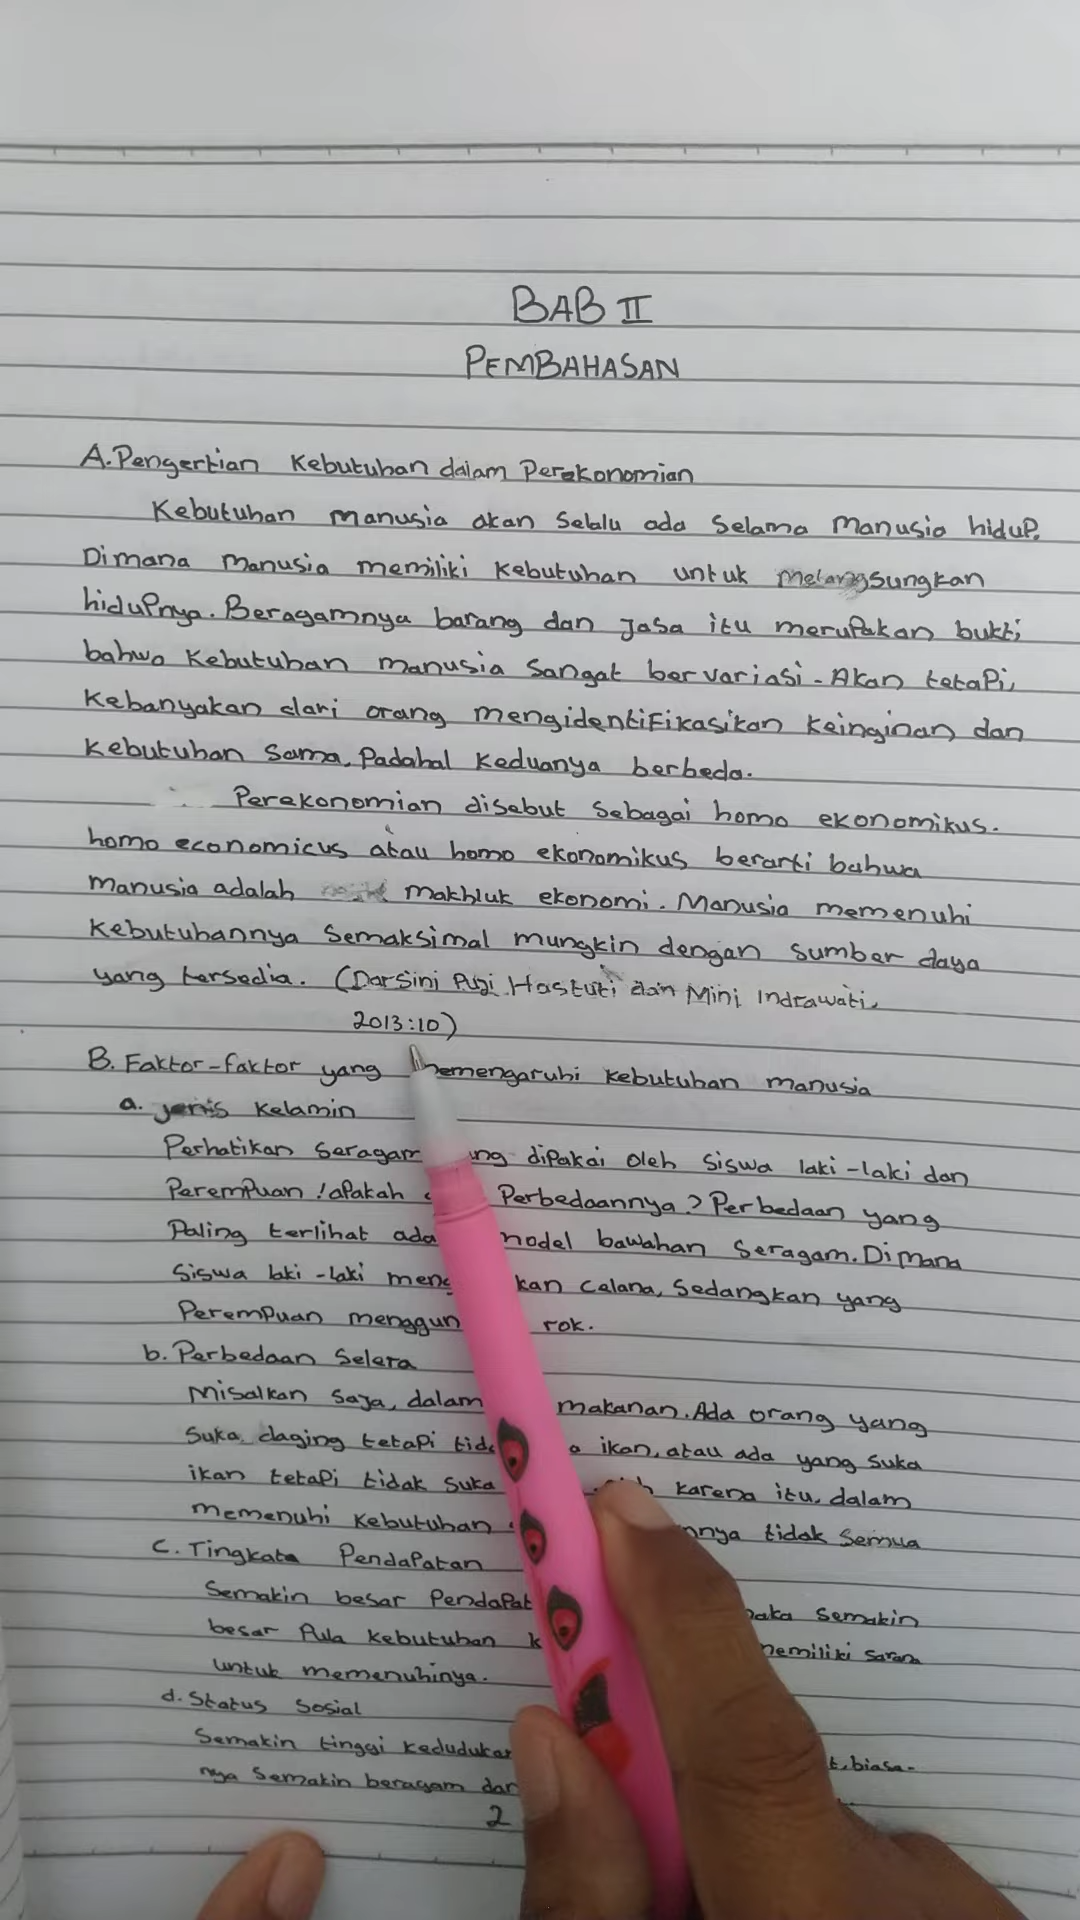 BAB II
PEMBAHASAN
A. Pengertian Kebutuhan dalam Perekonomian
Kebutuhan manusia akan selalu ada selama manusia hidup.
Dimana manusia memiliki kebutuhan untuk melangsungkan
hidupnya. Beragamnya barang dan jasa itu merupakan bukti
bahwa kebutuhan manusia sangat bervariasi. Akan tetapi,
kebanyakan dari orang mengidentifikasikan keinginan dan
kebutuhan sama, Padahal keduanya berbeda.
Perekonomian disebut sebagai homo ekonomikus.
homo economicus atau homo ekonomikus berarti bahwa
manusia adalah makhluk ekonomi. Manusia memenuhi
kebutuhannya semaksimal mungkin dengan sumber daya
yang tersedia. (Darsini Puji Hastuti dan Mini Indrawati,
2013:10)
B. Faktor-faktor yang memengaruhi kebutuhan manusia
a. jenis kelamin
Perhatikan seragam dipakai oleh siswa laki-laki dan
Perempuan ! apakah Perbedaannya ? Perbedaan yang
Paling terlihat model bawahan seragam. Di mana
siswa laki-laki celana, sedangkan yang
Perempuan rok.
b. Perbedaan selera
Misalkan saja, dalam makanan. Ada orang yang
suka daging tetapi ikan, atau ada yang suka
ikan tetapi tidak suka karena itu, dalam
memenuhi kebutuhan tidak semua
c. Tingkata Pendapatan
Semakin besar semakin
besar Pula kebutuhan memiliki sarana
untuk memenuhinya.
d. Status sosial
Semakin tinggi biasa-
nya semakin beragam
2